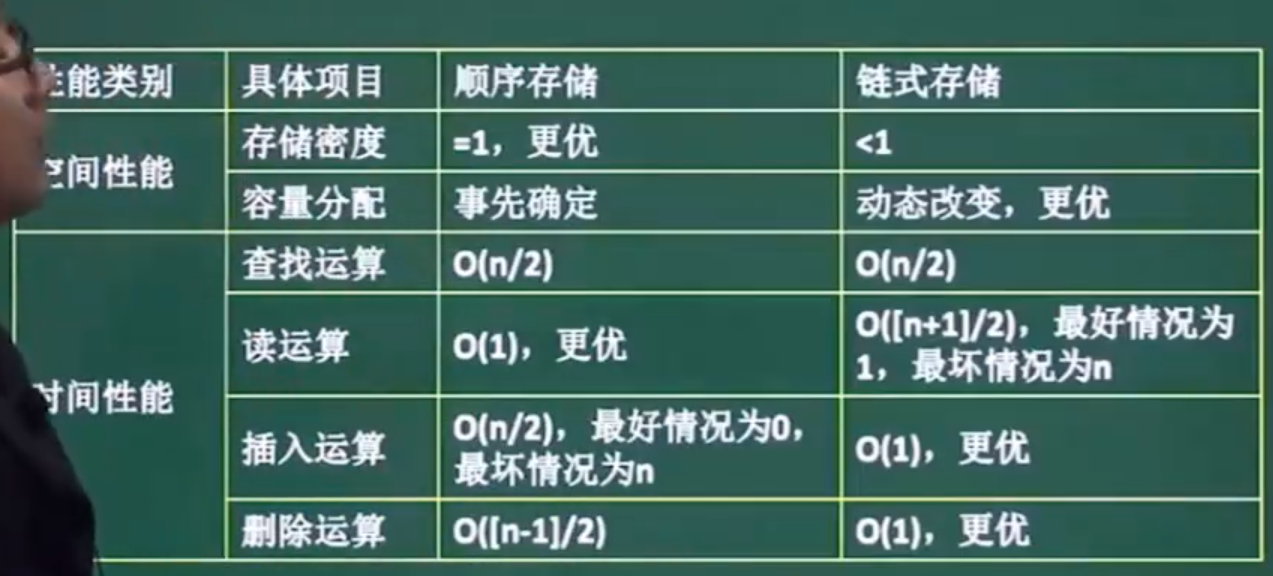 性能类别 具体项目 顺序存储 链式存储
空间性能 存储密度 =1，更优 <1
容量分配 事先确定 动态改变，更优
时间性能 查找运算 O(n/2) O(n/2)
读运算 O(1)，更优 O([n+1]/2)，最好情况为
1，最坏情况为n
插入运算 O(n/2)，最好情况为0，
最坏情况为n
O(1)，更优
删除运算 O([n-1]/2) O(1)，更优